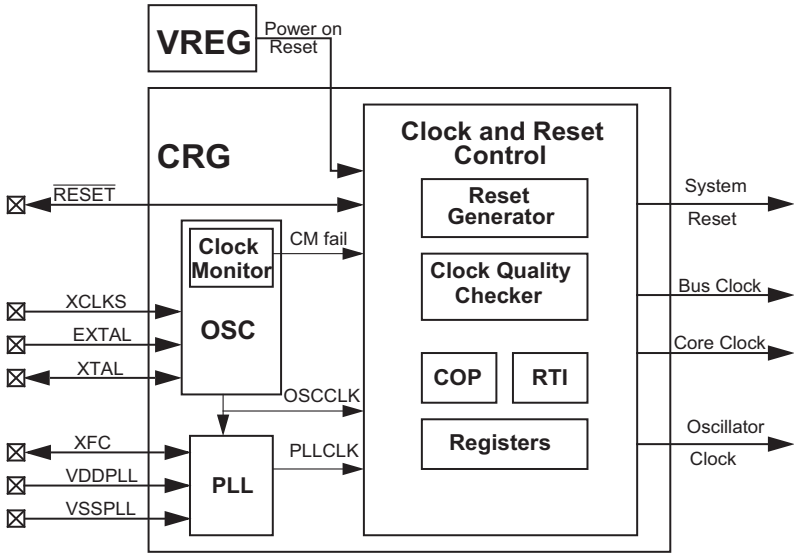 VREG
Power on
Reset
CRG
Clock and Reset
Control
Reset
Generator
Clock Quality
Checker
COP
RTI
Registers
RESET
Clock
Monitor
CM fail
OSC
XCLKS
EXTAL
XTAL
OSCCLK
XFC
VDDPLL
VSSPLL
PLL
PLLCLK
System
Reset
Bus Clock
Core Clock
Oscillator
Clock